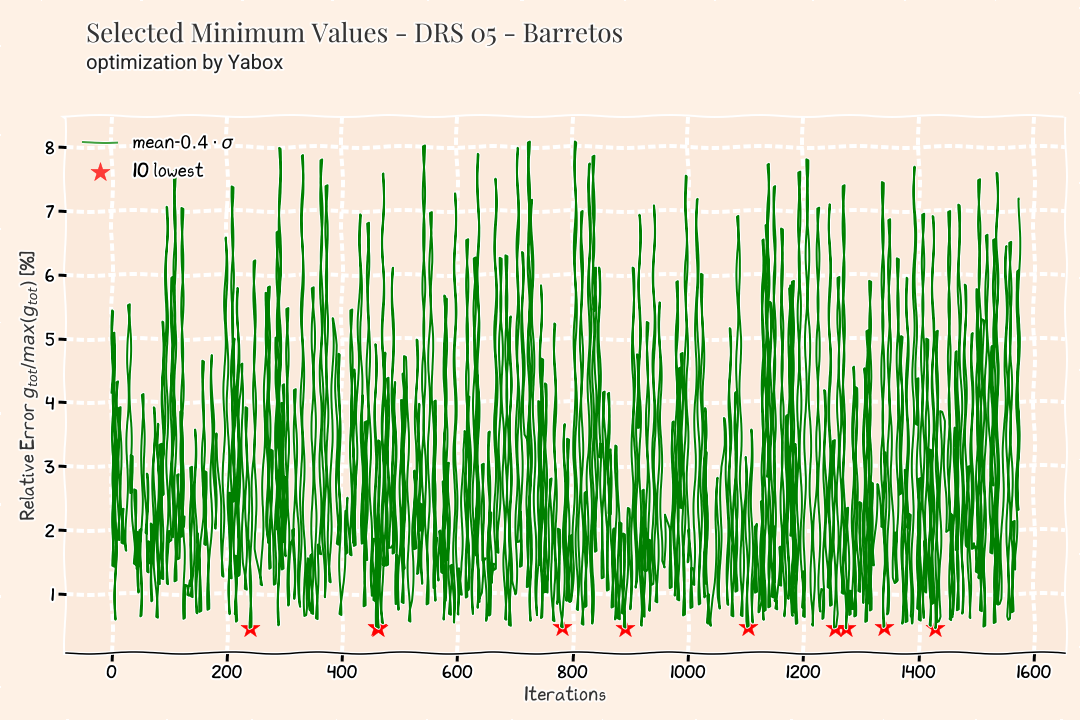 Selected Minimum Values - DRS 05 - Barretos
optimization by Yabox
mean-0.4 · σ
10 lowest
8
7
6
5
4
3
2
1
Relative Error g_tot/max(g_tot) [%]
0 200 400 600 800 1000 1200 1400 1600
Iterations